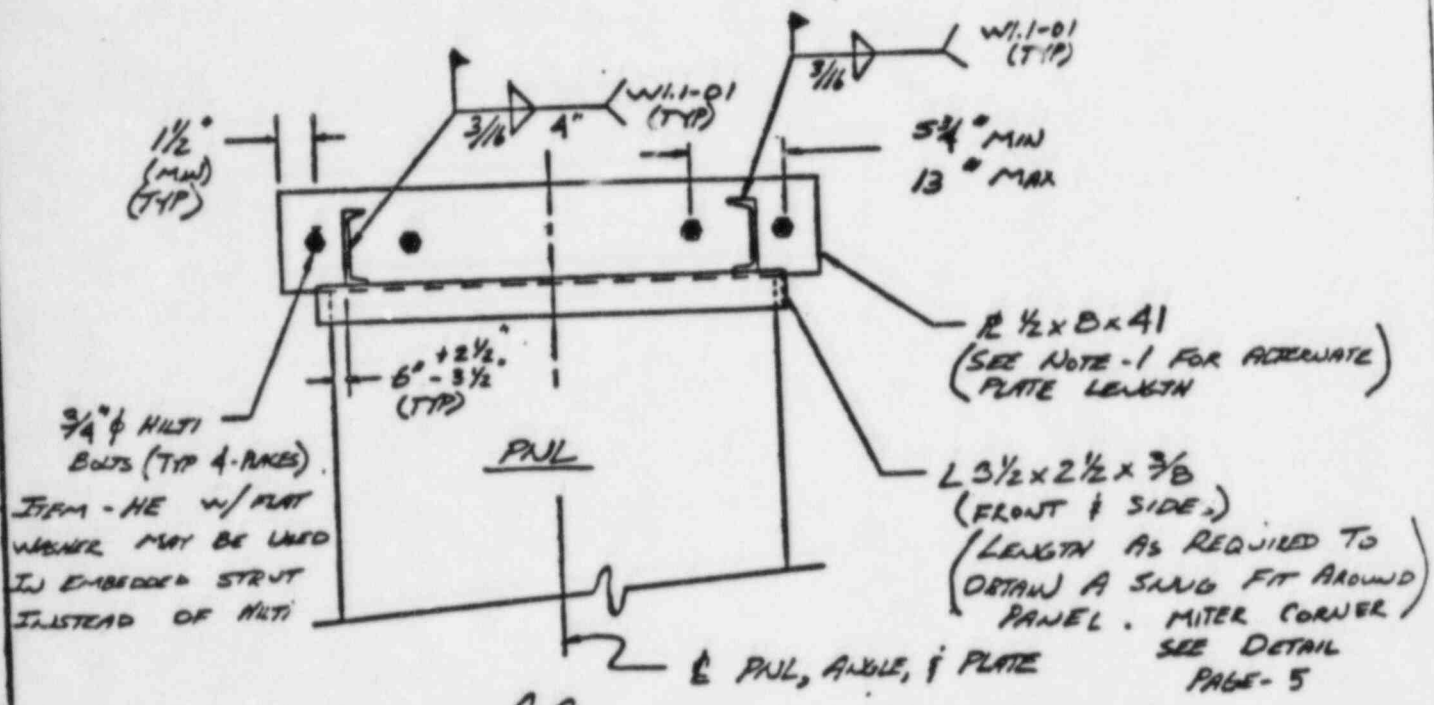 W1.1-01
(TYP)
3/16
W1.1-01
(TYP)
3/16
4"
1½"
(MIN)
(TYP)
5¾" MIN
13" MAX
℄ PNL, ANGLE, & PLATE
PL ½ x 8 x 41
(SEE NOTE-1 FOR ALTERNATE
PLATE LENGTH)
6" +2½" -3½"
(TYP)
¾"ɸ HILTI
BOLTS (TYP 4-PLACES)
ITEM-HE W/ FLAT
WASHER MAY BE USED
IN EMBEDDED STRUT
INSTEAD OF HILTI
PNL
L 3½ x 2½ x 3/8
(FRONT & SIDE)
(LENGTH AS REQUIRED TO
OBTAIN A SNUG FIT AROUND
PANEL. MITER CORNER)
SEE DETAIL
PAGE-5